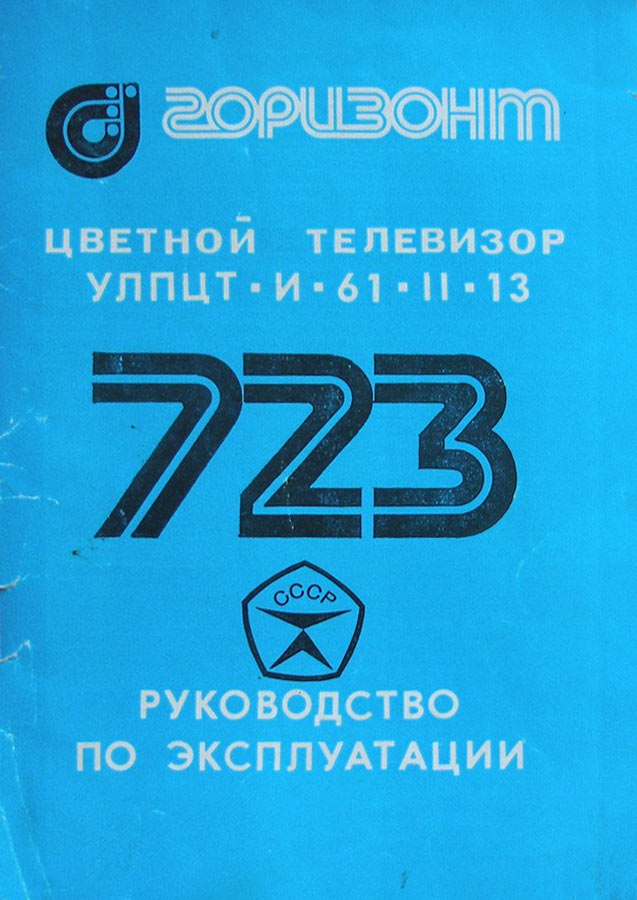 горизонт
ЦВЕТНОЙ ТЕЛЕВИЗОР
УЛПЦТ·И·61·II·13
723
СССР
РУКОВОДСТВО
ПО ЭКСПЛУАТАЦИИ